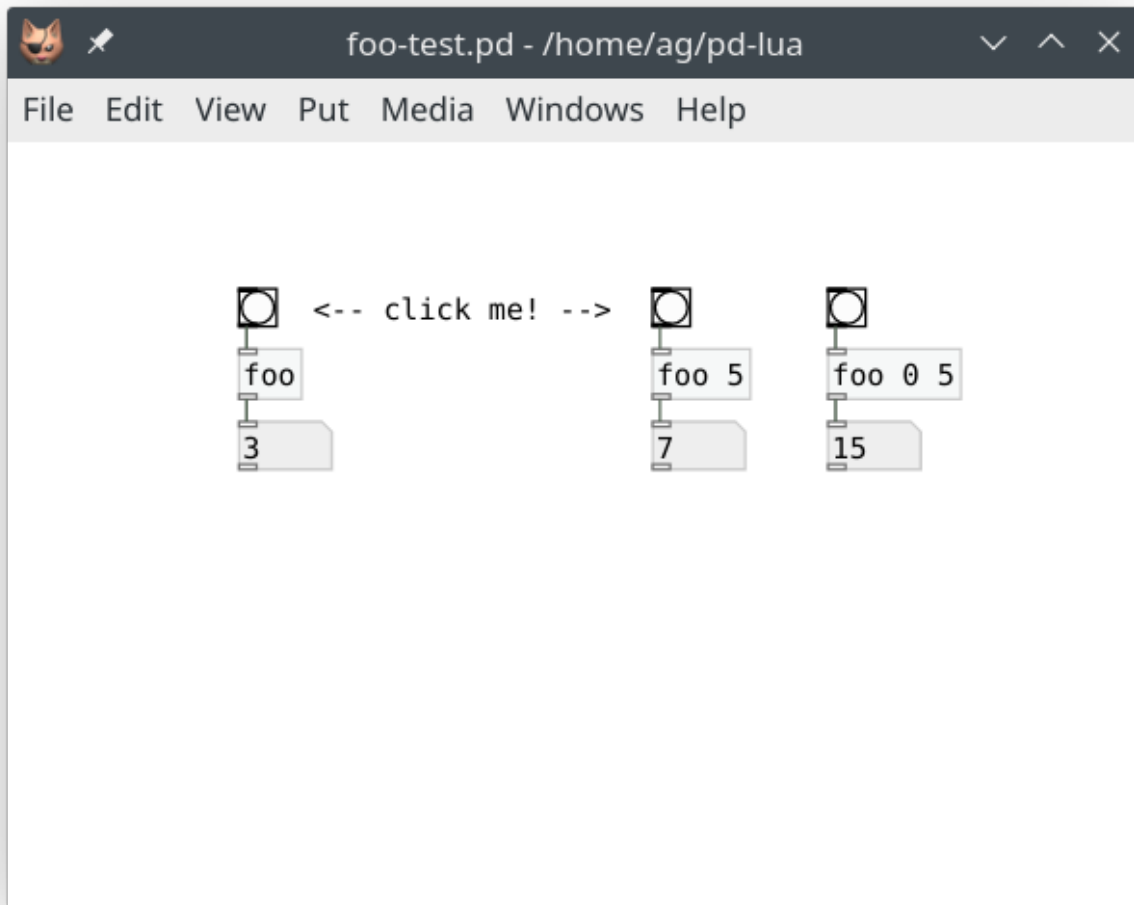 foo-test.pd - /home/ag/pd-lua
File Edit View Put Media Windows Help
<-- click me! -->
foo foo 5 foo 0 5
3 7 15